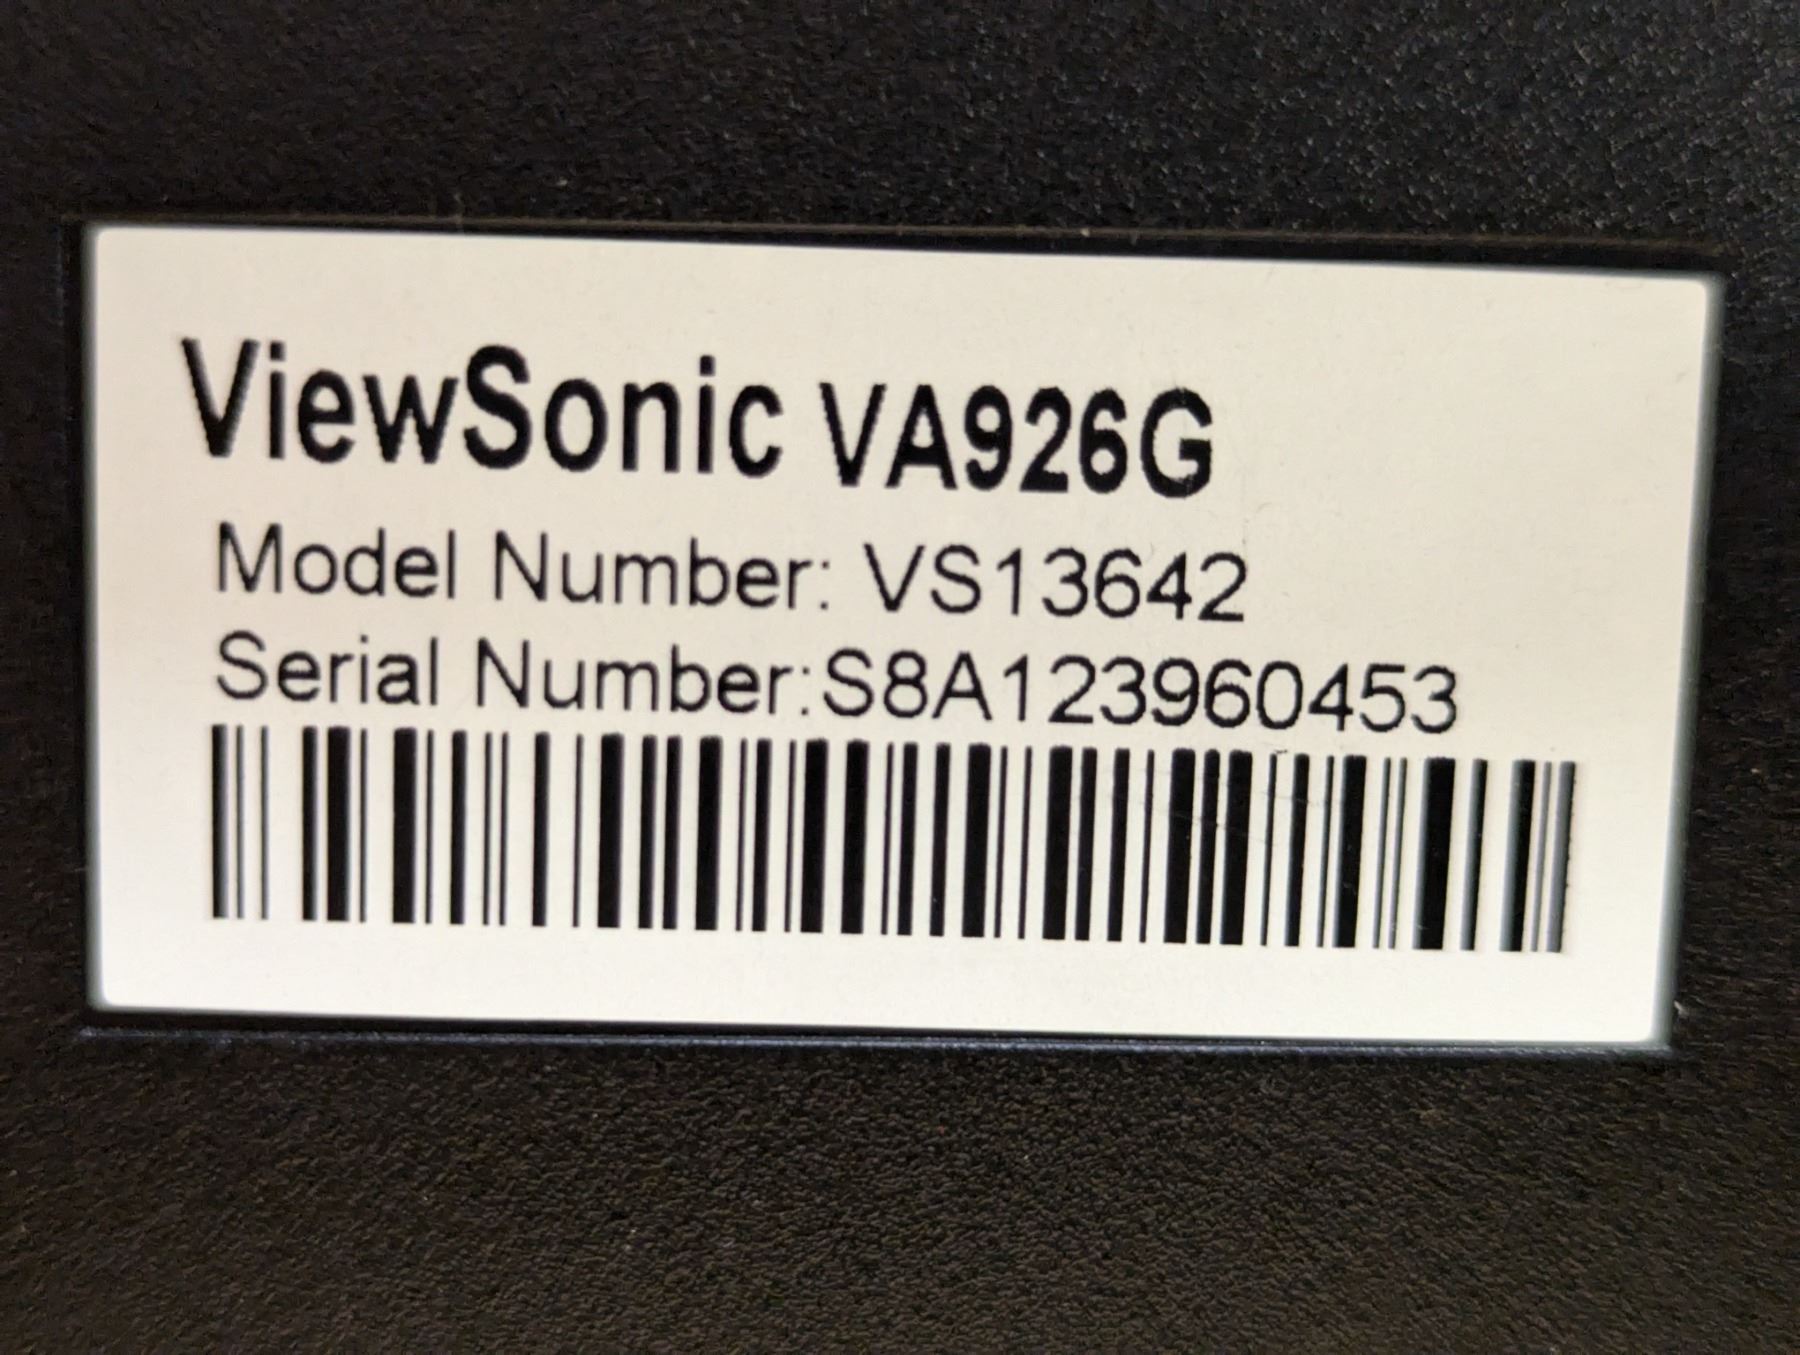 ViewSonic VA926G
Model Number: VS13642
Serial Number:S8A123960453